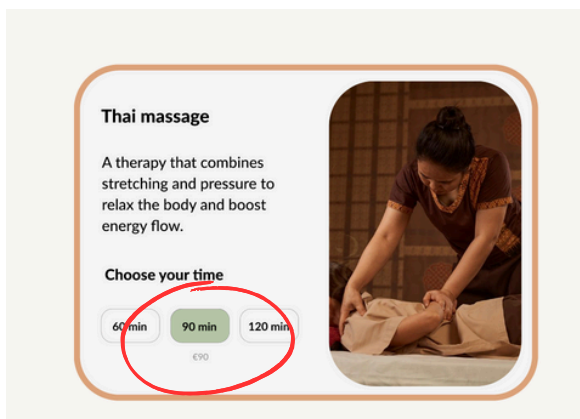 Thai massage
A therapy that combines
stretching and pressure to
relax the body and boost
energy flow.
Choose your time
60 min 90 min 120 min
€90